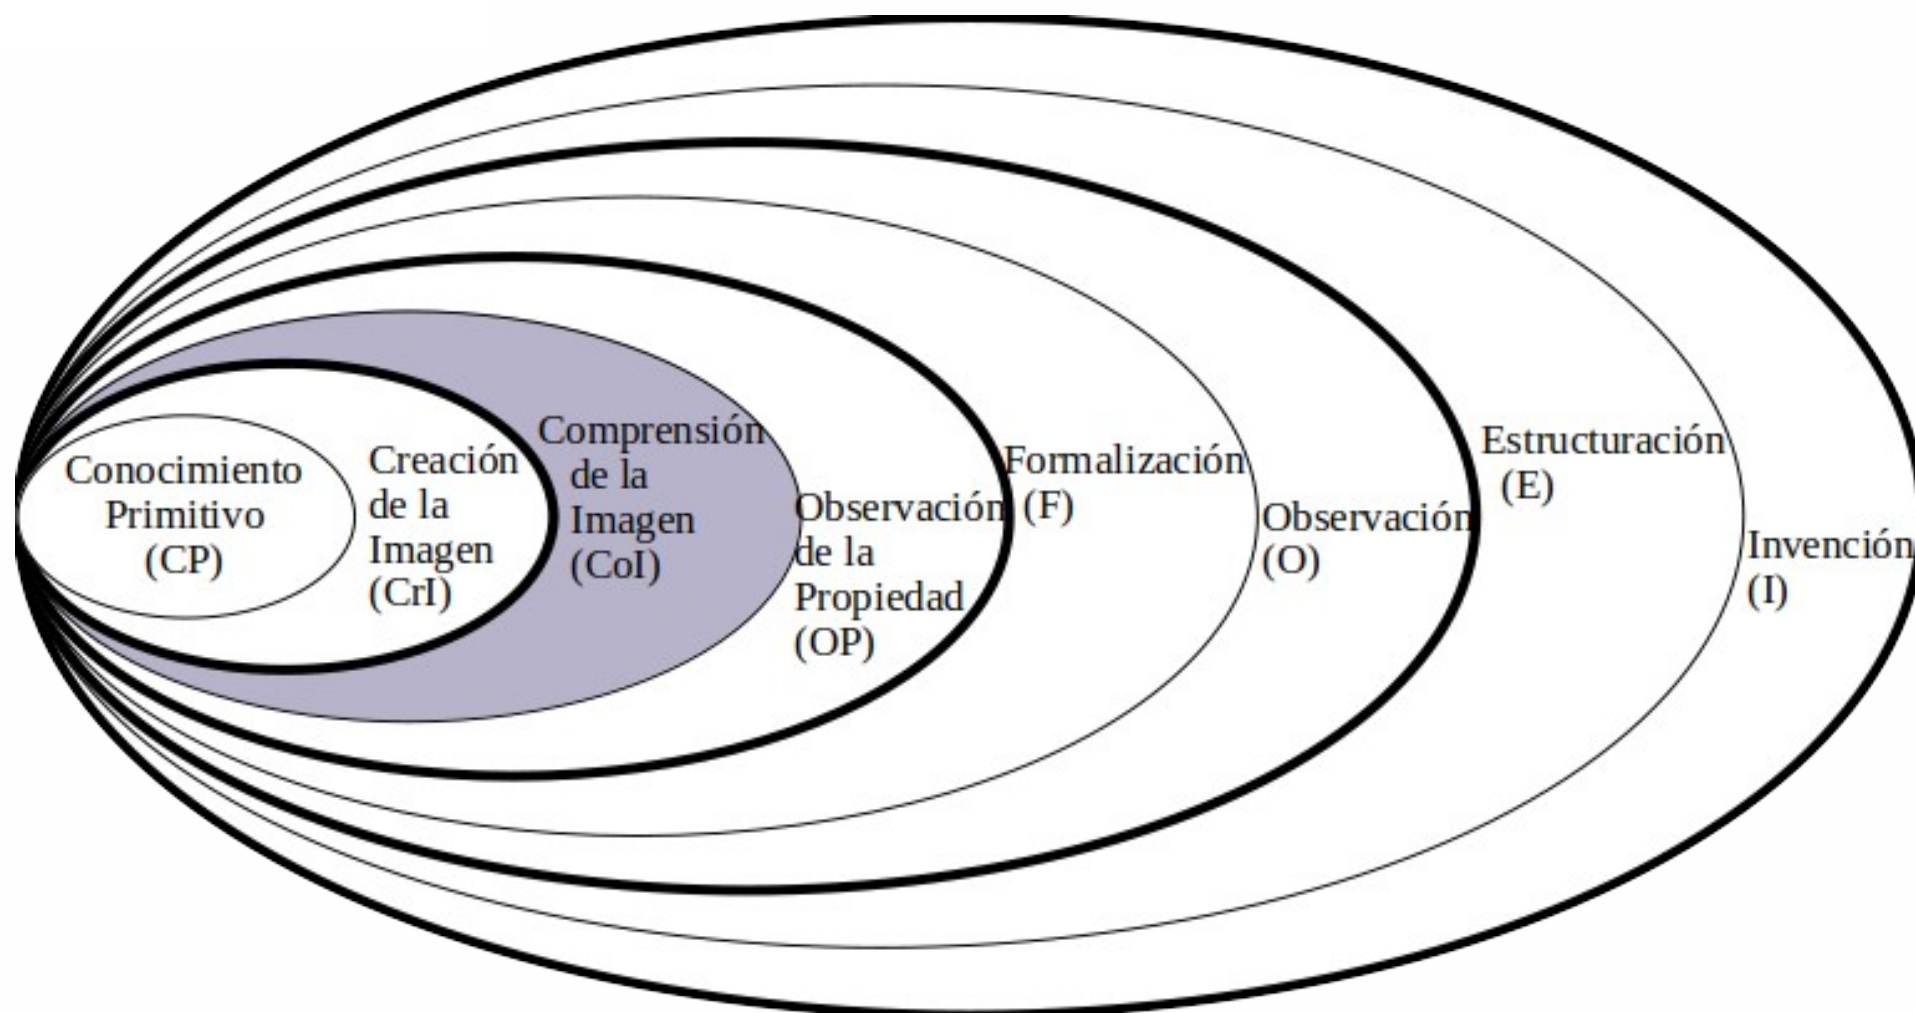 Conocimiento
Primitivo
(CP)
Creación
de la
Imagen
(CrI)
Comprensión
de la
Imagen
(CoI)
Observación
de la
Propiedad
(OP)
Formalización
(F)
Observación
(O)
Estructuración
(E)
Invención
(I)